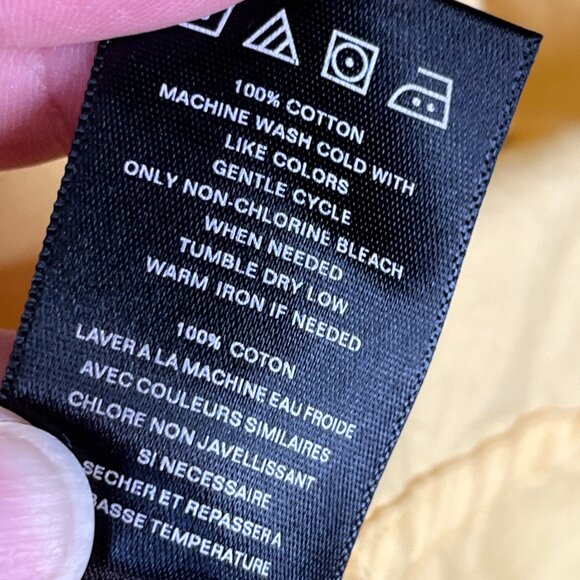 100% COTTON
MACHINE WASH COLD WITH
LIKE COLORS
GENTLE CYCLE
ONLY NON-CHLORINE BLEACH
WHEN NEEDED
TUMBLE DRY LOW
WARM IRON IF NEEDED
100% COTON
LAVER A LA MACHINE EAU FROIDE
AVEC COULEURS SIMILAIRES
CHLORE NON JAVELLISSANT
SI NECESSAIRE
SECHER ET REPASSER A
BASSE TEMPERATURE